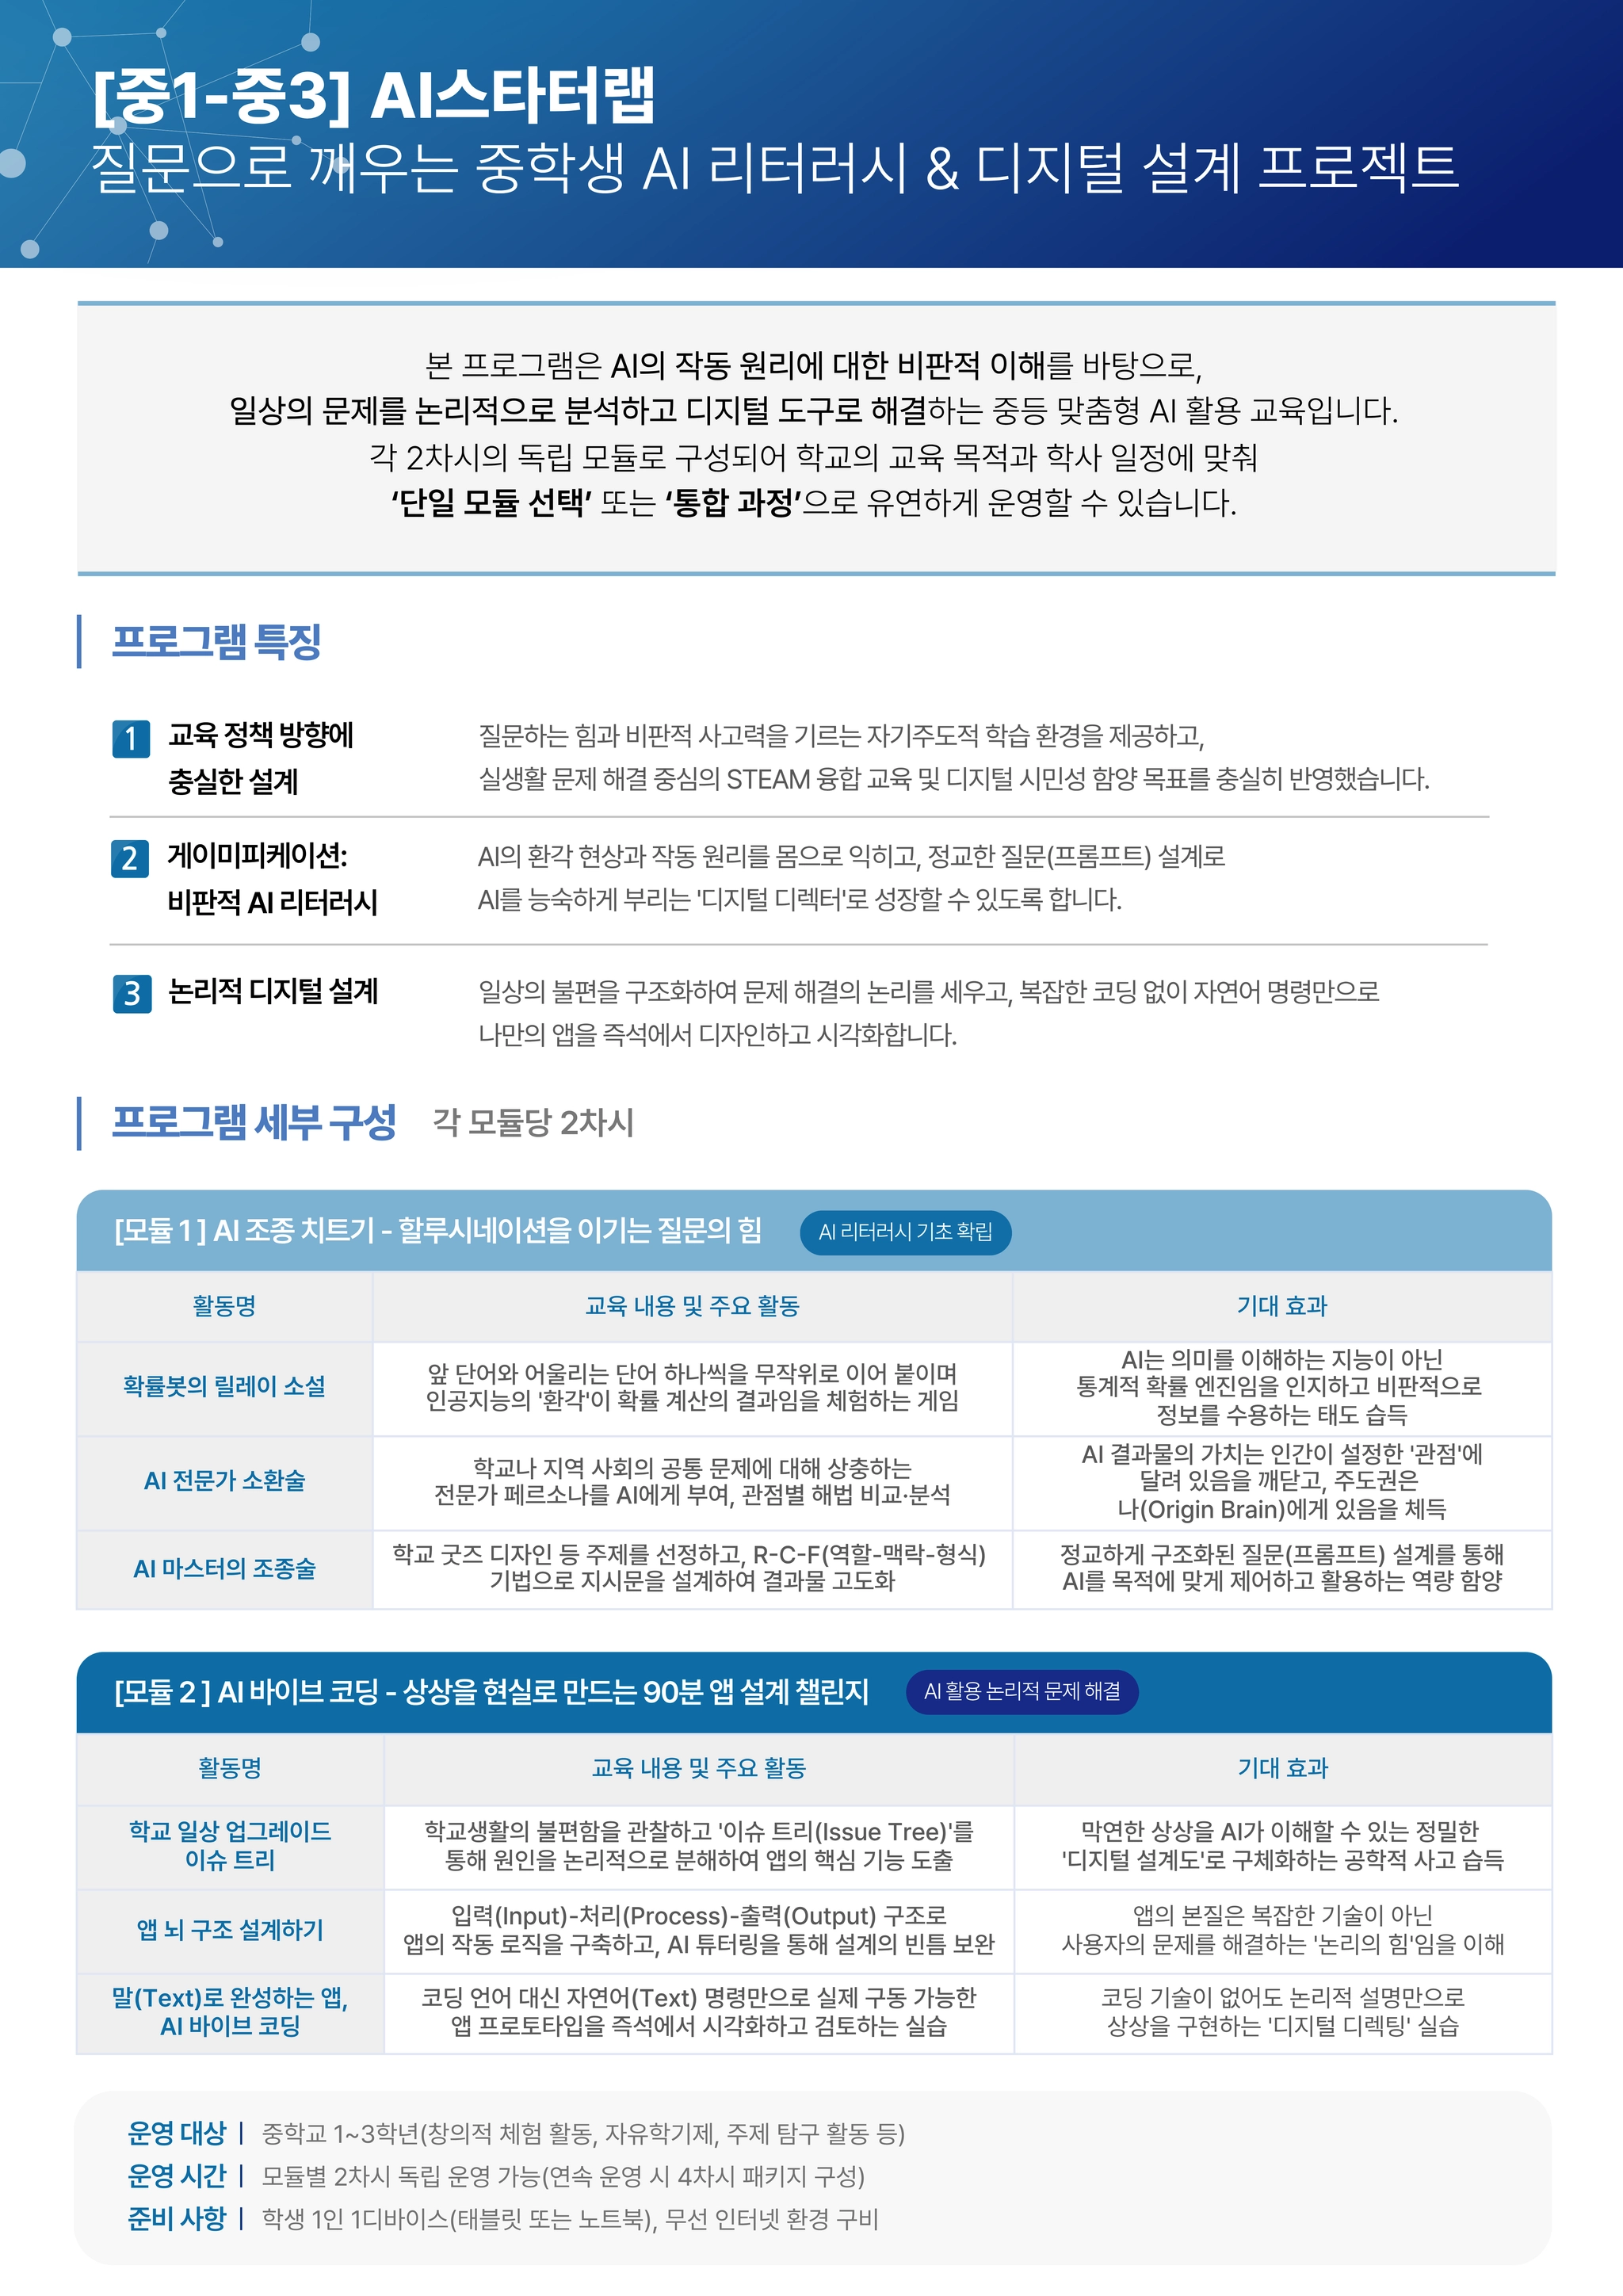 [중1-중3] AI스타터랩
질문으로 깨우는 중학생 AI 리터러시 & 디지털 설계 프로젝트
본 프로그램은 AI의 작동 원리에 대한 비판적 이해를 바탕으로,
일상의 문제를 논리적으로 분석하고 디지털 도구로 해결하는 중등 맞춤형 AI 활용 교육입니다.
각 2차시의 독립 모듈로 구성되어 학교의 교육 목적과 학사 일정에 맞춰
‘단일 모듈 선택’ 또는 ‘통합 과정’으로 유연하게 운영할 수 있습니다.
프로그램 특징
1 교육 정책 방향에
충실한 설계
질문하는 힘과 비판적 사고력을 기르는 자기주도적 학습 환경을 제공하고,
실생활 문제 해결 중심의 STEAM 융합 교육 및 디지털 시민성 함양 목표를 충실히 반영했습니다.
2 게이미피케이션:
비판적 AI 리터러시
AI의 환각 현상과 작동 원리를 몸으로 익히고, 정교한 질문(프롬프트) 설계로
AI를 능숙하게 부리는 '디지털 디렉터'로 성장할 수 있도록 합니다.
3 논리적 디지털 설계
일상의 불편을 구조화하여 문제 해결의 논리를 세우고, 복잡한 코딩 없이 자연어 명령만으로
나만의 앱을 즉석에서 디자인하고 시각화합니다.
프로그램 세부 구성 각 모듈당 2차시
[모듈 1 ] AI 조종 치트기 - 할루시네이션을 이기는 질문의 힘 AI 리터러시 기초 확립
활동명 교육 내용 및 주요 활동 기대 효과
확률봇의 릴레이 소설
앞 단어와 어울리는 단어 하나씩을 무작위로 이어 붙이며
인공지능의 '환각'이 확률 계산의 결과임을 체험하는 게임
AI는 의미를 이해하는 지능이 아닌
통계적 확률 엔진임을 인지하고 비판적으로
정보를 수용하는 태도 습득
AI 전문가 소환술
학교나 지역 사회의 공통 문제에 대해 상충하는
전문가 페르소나를 AI에게 부여, 관점별 해법 비교·분석
AI 결과물의 가치는 인간이 설정한 '관점'에
달려 있음을 깨닫고, 주도권은
나(Origin Brain)에게 있음을 체득
AI 마스터의 조종술
학교 굿즈 디자인 등 주제를 선정하고, R-C-F(역할-맥락-형식)
기법으로 지시문을 설계하여 결과물 고도화
정교하게 구조화된 질문(프롬프트) 설계를 통해
AI를 목적에 맞게 제어하고 활용하는 역량 함양
[모듈 2 ] AI 바이브 코딩 - 상상을 현실로 만드는 90분 앱 설계 챌린지 AI 활용 논리적 문제 해결
활동명 교육 내용 및 주요 활동 기대 효과
학교 일상 업그레이드
이슈 트리
학교생활의 불편함을 관찰하고 '이슈 트리(Issue Tree)'를
통해 원인을 논리적으로 분해하여 앱의 핵심 기능 도출
막연한 상상을 AI가 이해할 수 있는 정밀한
'디지털 설계도'로 구체화하는 공학적 사고 습득
앱 뇌 구조 설계하기
입력(Input)-처리(Process)-출력(Output) 구조로
앱의 작동 로직을 구축하고, AI 튜터링을 통해 설계의 빈틈 보완
앱의 본질은 복잡한 기술이 아닌
사용자의 문제를 해결하는 '논리의 힘'임을 이해
말(Text)로 완성하는 앱,
AI 바이브 코딩
코딩 언어 대신 자연어(Text) 명령만으로 실제 구동 가능한
앱 프로토타입을 즉석에서 시각화하고 검토하는 실습
코딩 기술이 없어도 논리적 설명만으로
상상을 구현하는 '디지털 디렉팅' 실습
운영 대상 | 중학교 1~3학년(창의적 체험 활동, 자유학기제, 주제 탐구 활동 등)
운영 시간 | 모듈별 2차시 독립 운영 가능(연속 운영 시 4차시 패키지 구성)
준비 사항 | 학생 1인 1디바이스(태블릿 또는 노트북), 무선 인터넷 환경 구비